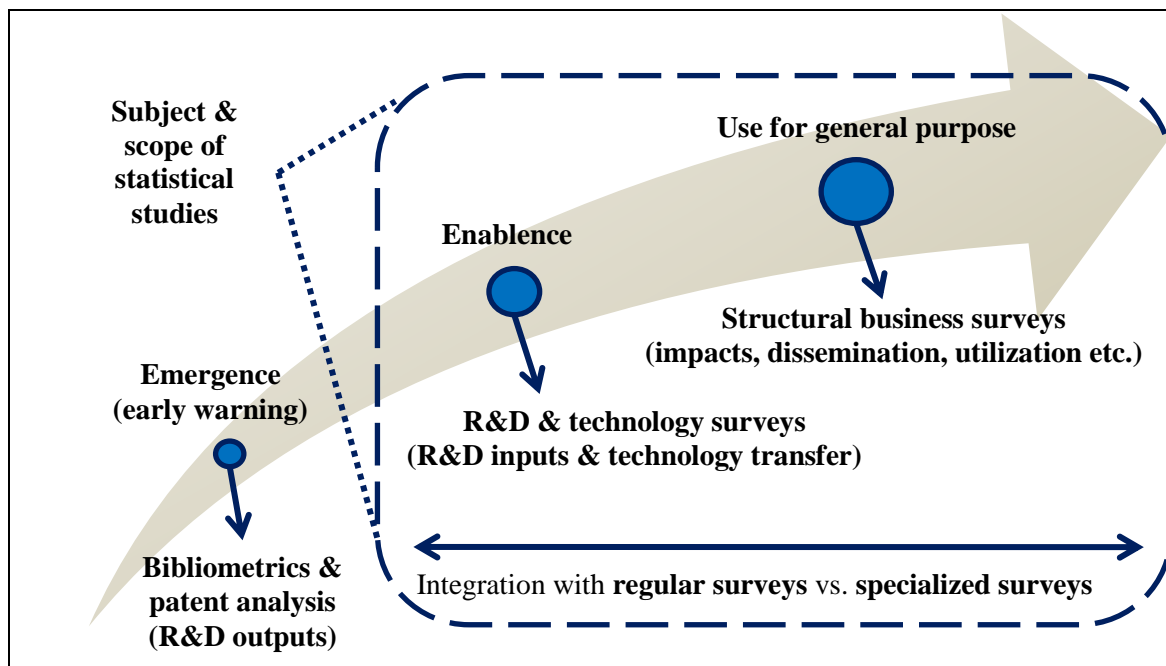 Subject &
scope of
statistical
studies
Use for general purpose
Enablence
Structural business surveys
(impacts, dissemination, utilization etc.)
Emergence
(early warning)
R&D & technology surveys
(R&D inputs & technology transfer)
Bibliometrics &
patent analysis
(R&D outputs)
Integration with regular surveys vs. specialized surveys